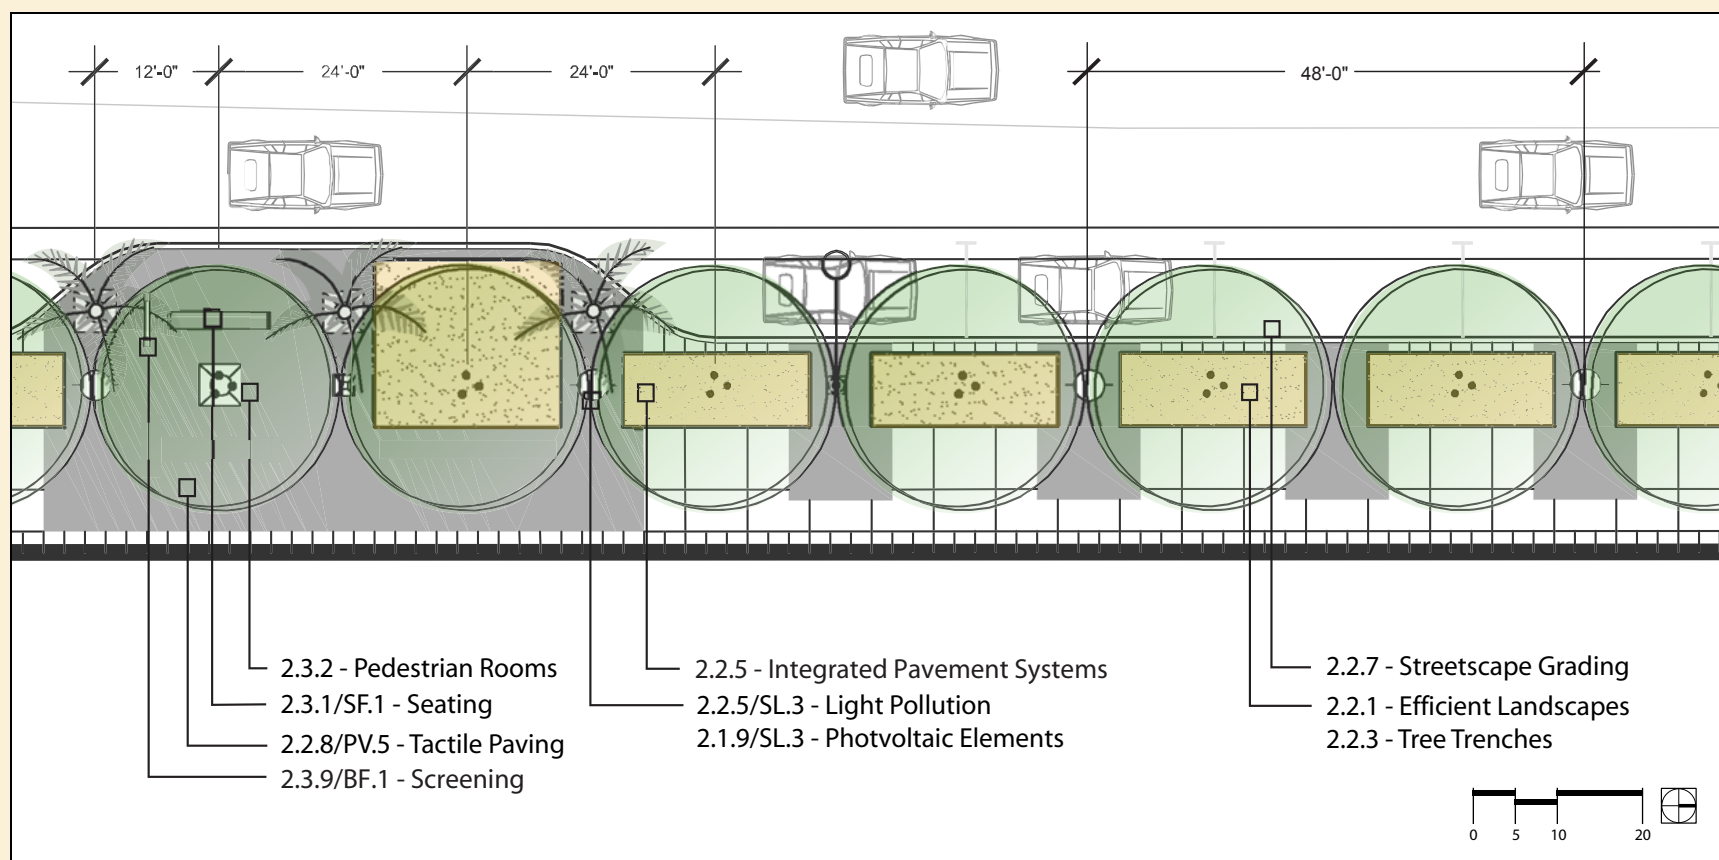 12'-0"
24'-0"
24'-0"
48'-0"
2.3.2 - Pedestrian Rooms
2.3.1/SF.1 - Seating
2.2.8/PV.5 - Tactile Paving
2.3.9/BF.1 - Screening
2.2.5 - Integrated Pavement Systems
2.2.5/SL.3 - Light Pollution
2.1.9/SL.3 - Photvoltaic Elements
2.2.7 - Streetscape Grading
2.2.1 - Efficient Landscapes
2.2.3 - Tree Trenches
0 5 10 20